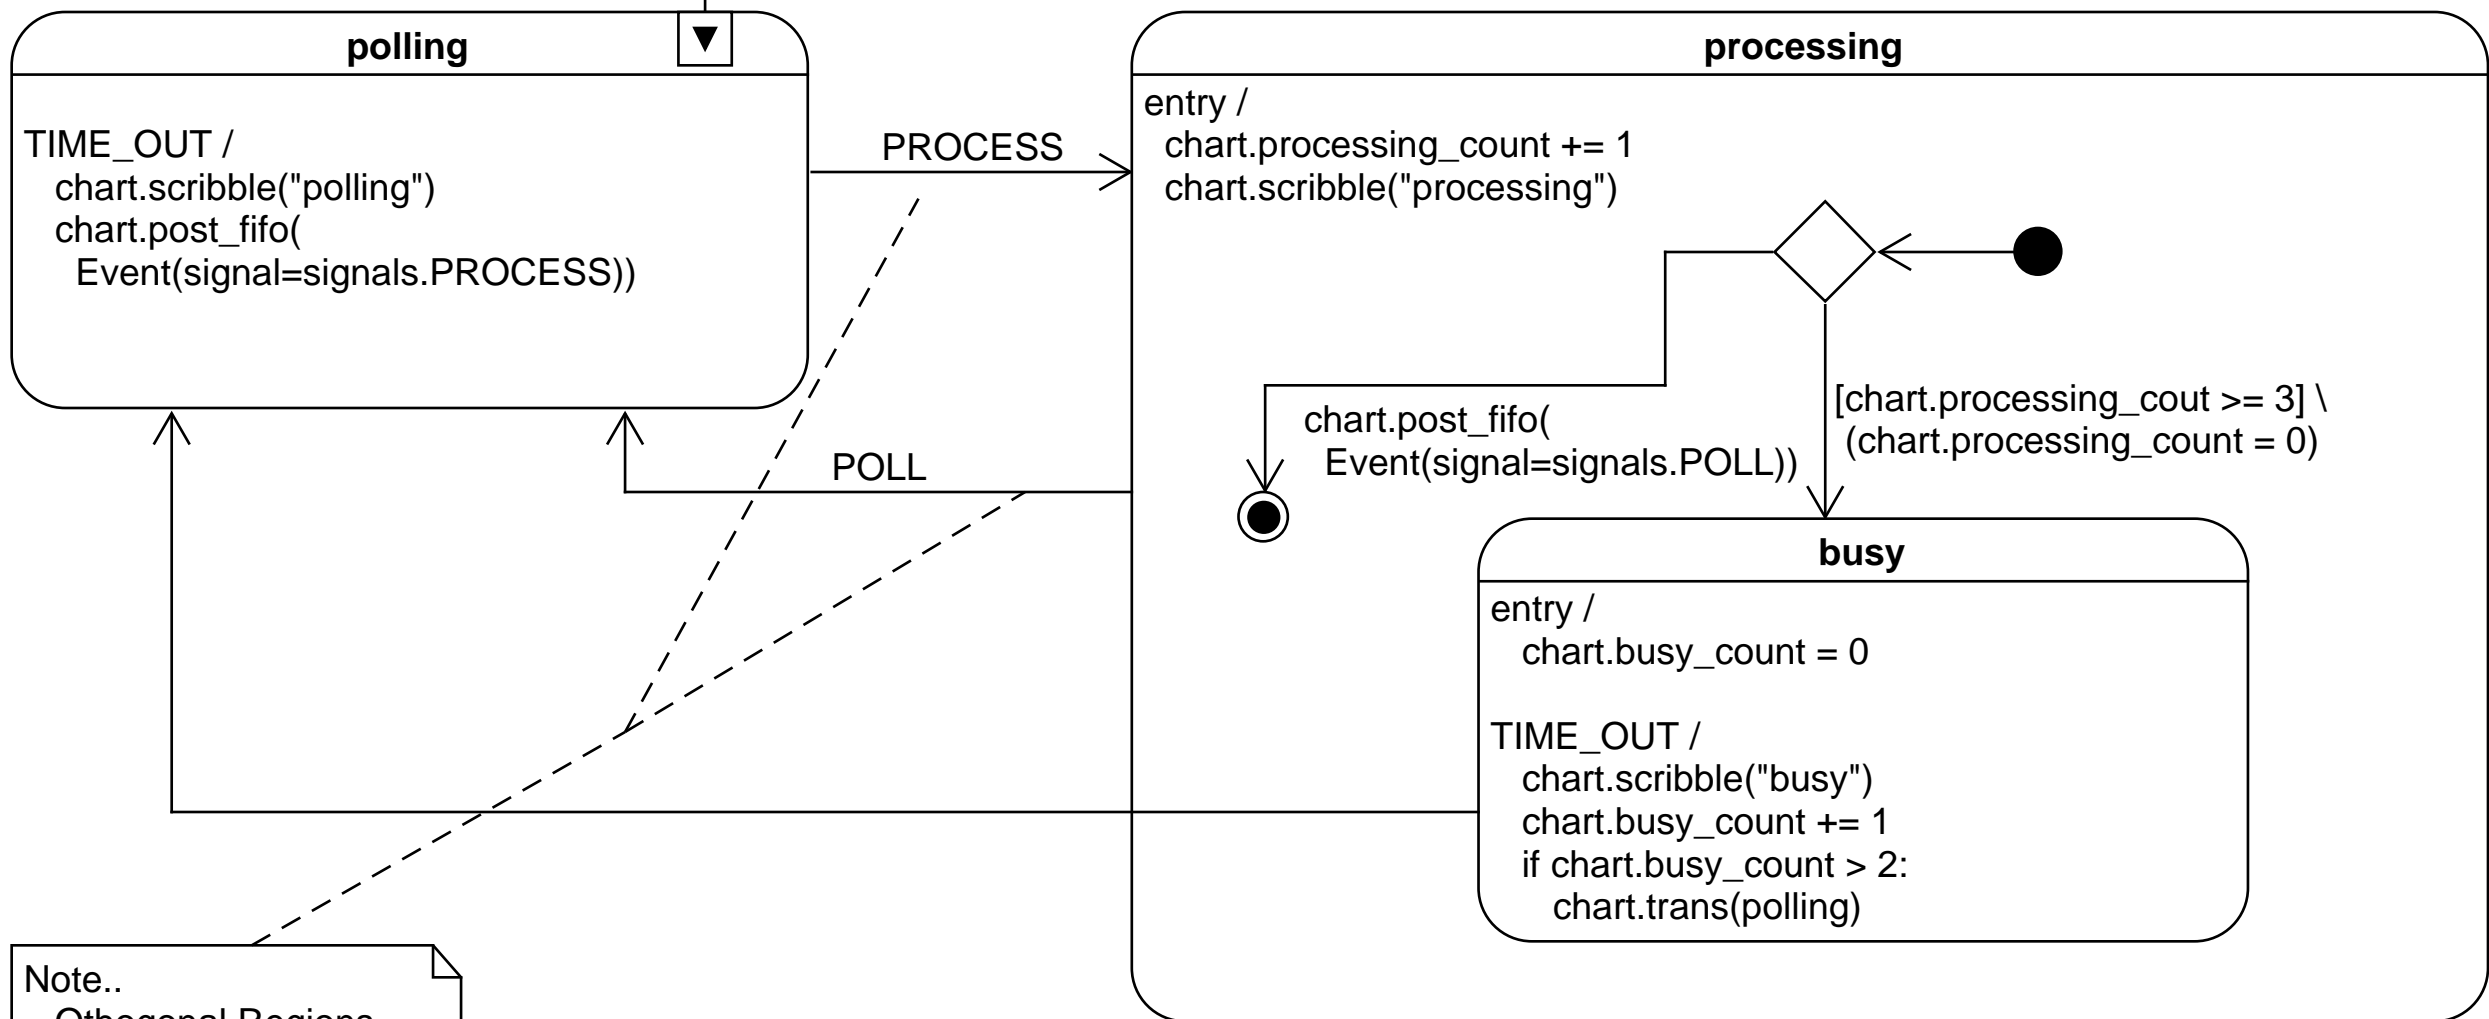 polling
TIME_OUT /
chart.scribble("polling")
chart.post_fifo(
Event(signal=signals.PROCESS))
PROCESS
processing
entry /
chart.processing_count += 1
chart.scribble("processing")
[chart.processing_cout >= 3] \
(chart.processing_count = 0)
chart.post_fifo(
Event(signal=signals.POLL))
POLL
busy
entry /
chart.busy_count = 0
TIME_OUT /
chart.scribble("busy")
chart.busy_count += 1
if chart.busy_count > 2:
chart.trans(polling)
Note..
Othogonal Regions